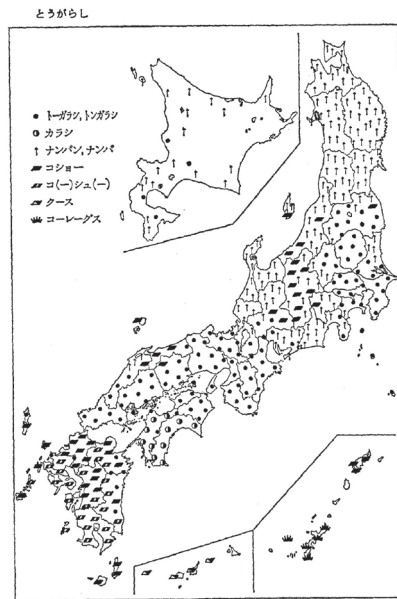 とうがらし
トーガラシ, トンガラシ
カラシ
ナンバン, ナンバ
コショー
コ(ー)シュ(ー)
クース
コーレーグス